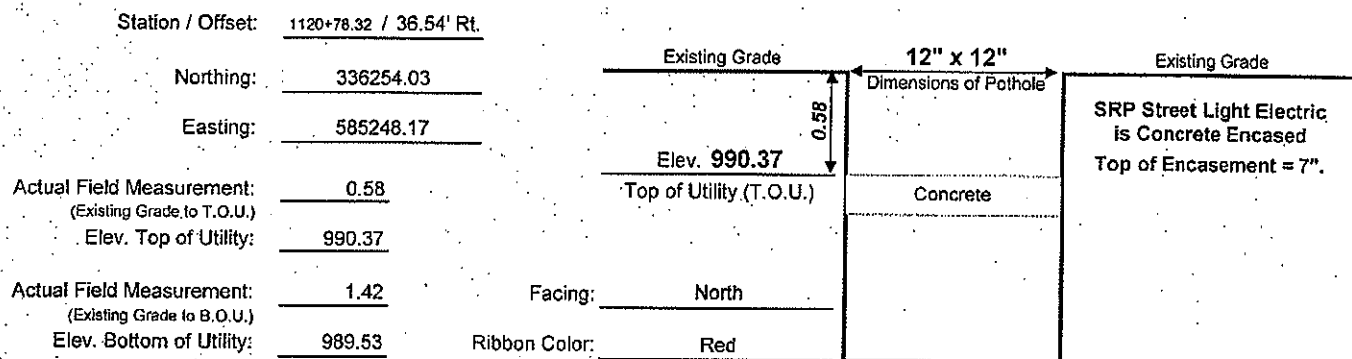 Station / Offset: 1120+78.32 / 36.54' Rt.
Northing: 336254.03
Easting: 585248.17
Actual Field Measurement: 0.58
(Existing Grade to T.O.U.)
Elev. Top of Utility: 990.37
Actual Field Measurement: 1.42
(Existing Grade to B.O.U.)
Elev. Bottom of Utility: 989.53
Existing Grade
12" x 12"
Dimensions of Pothole
Existing Grade
0.58
Elev. 990.37
Top of Utility (T.O.U.)
Concrete
SRP Street Light Electric
is Concrete Encased
Top of Encasement = 7".
Facing: North
Ribbon Color: Red